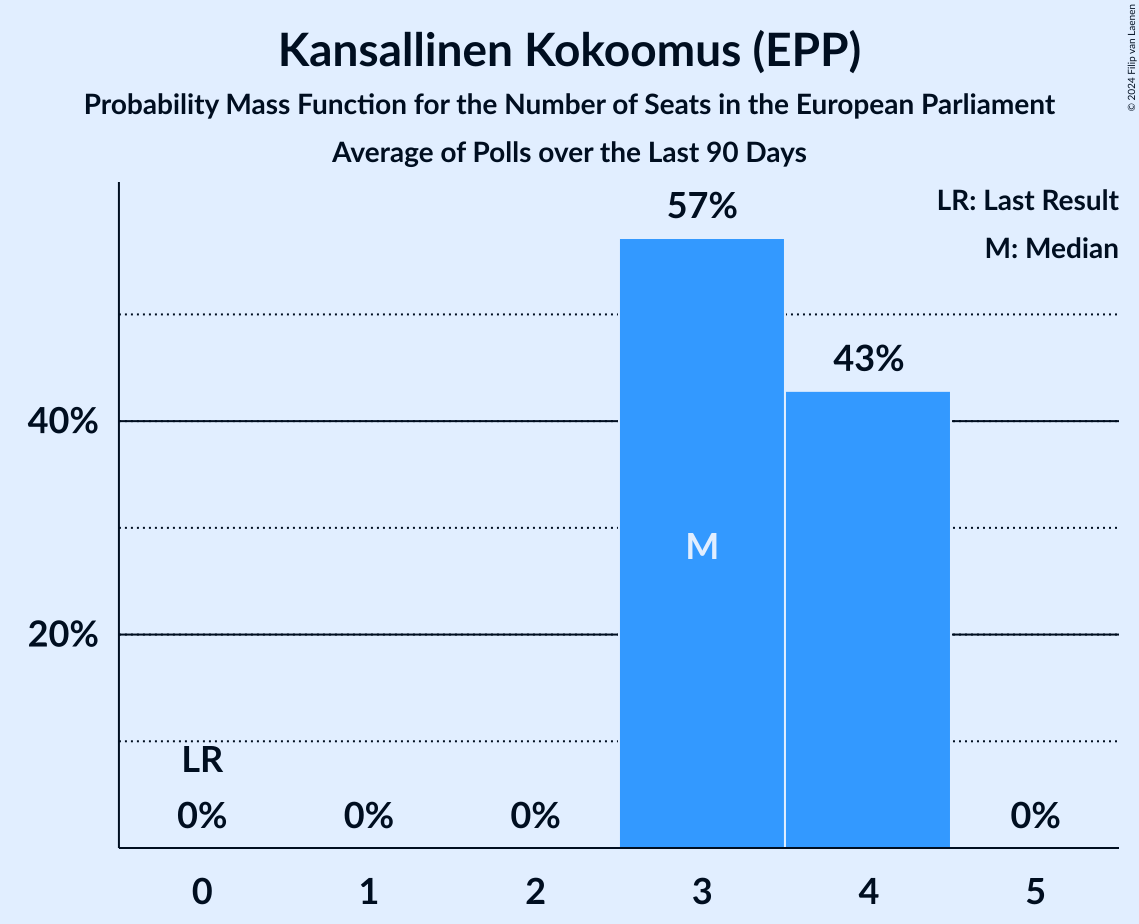 Kansallinen Kokoomus (EPP)
Probability Mass Function for the Number of Seats in the European Parliament
Average of Polls over the Last 90 Days
© 2024 Filip van Laenen
LR: Last Result
M: Median
57%
43%
40%
M
20%
LR
0% 0% 0% 0%
0 1 2 3 4 5